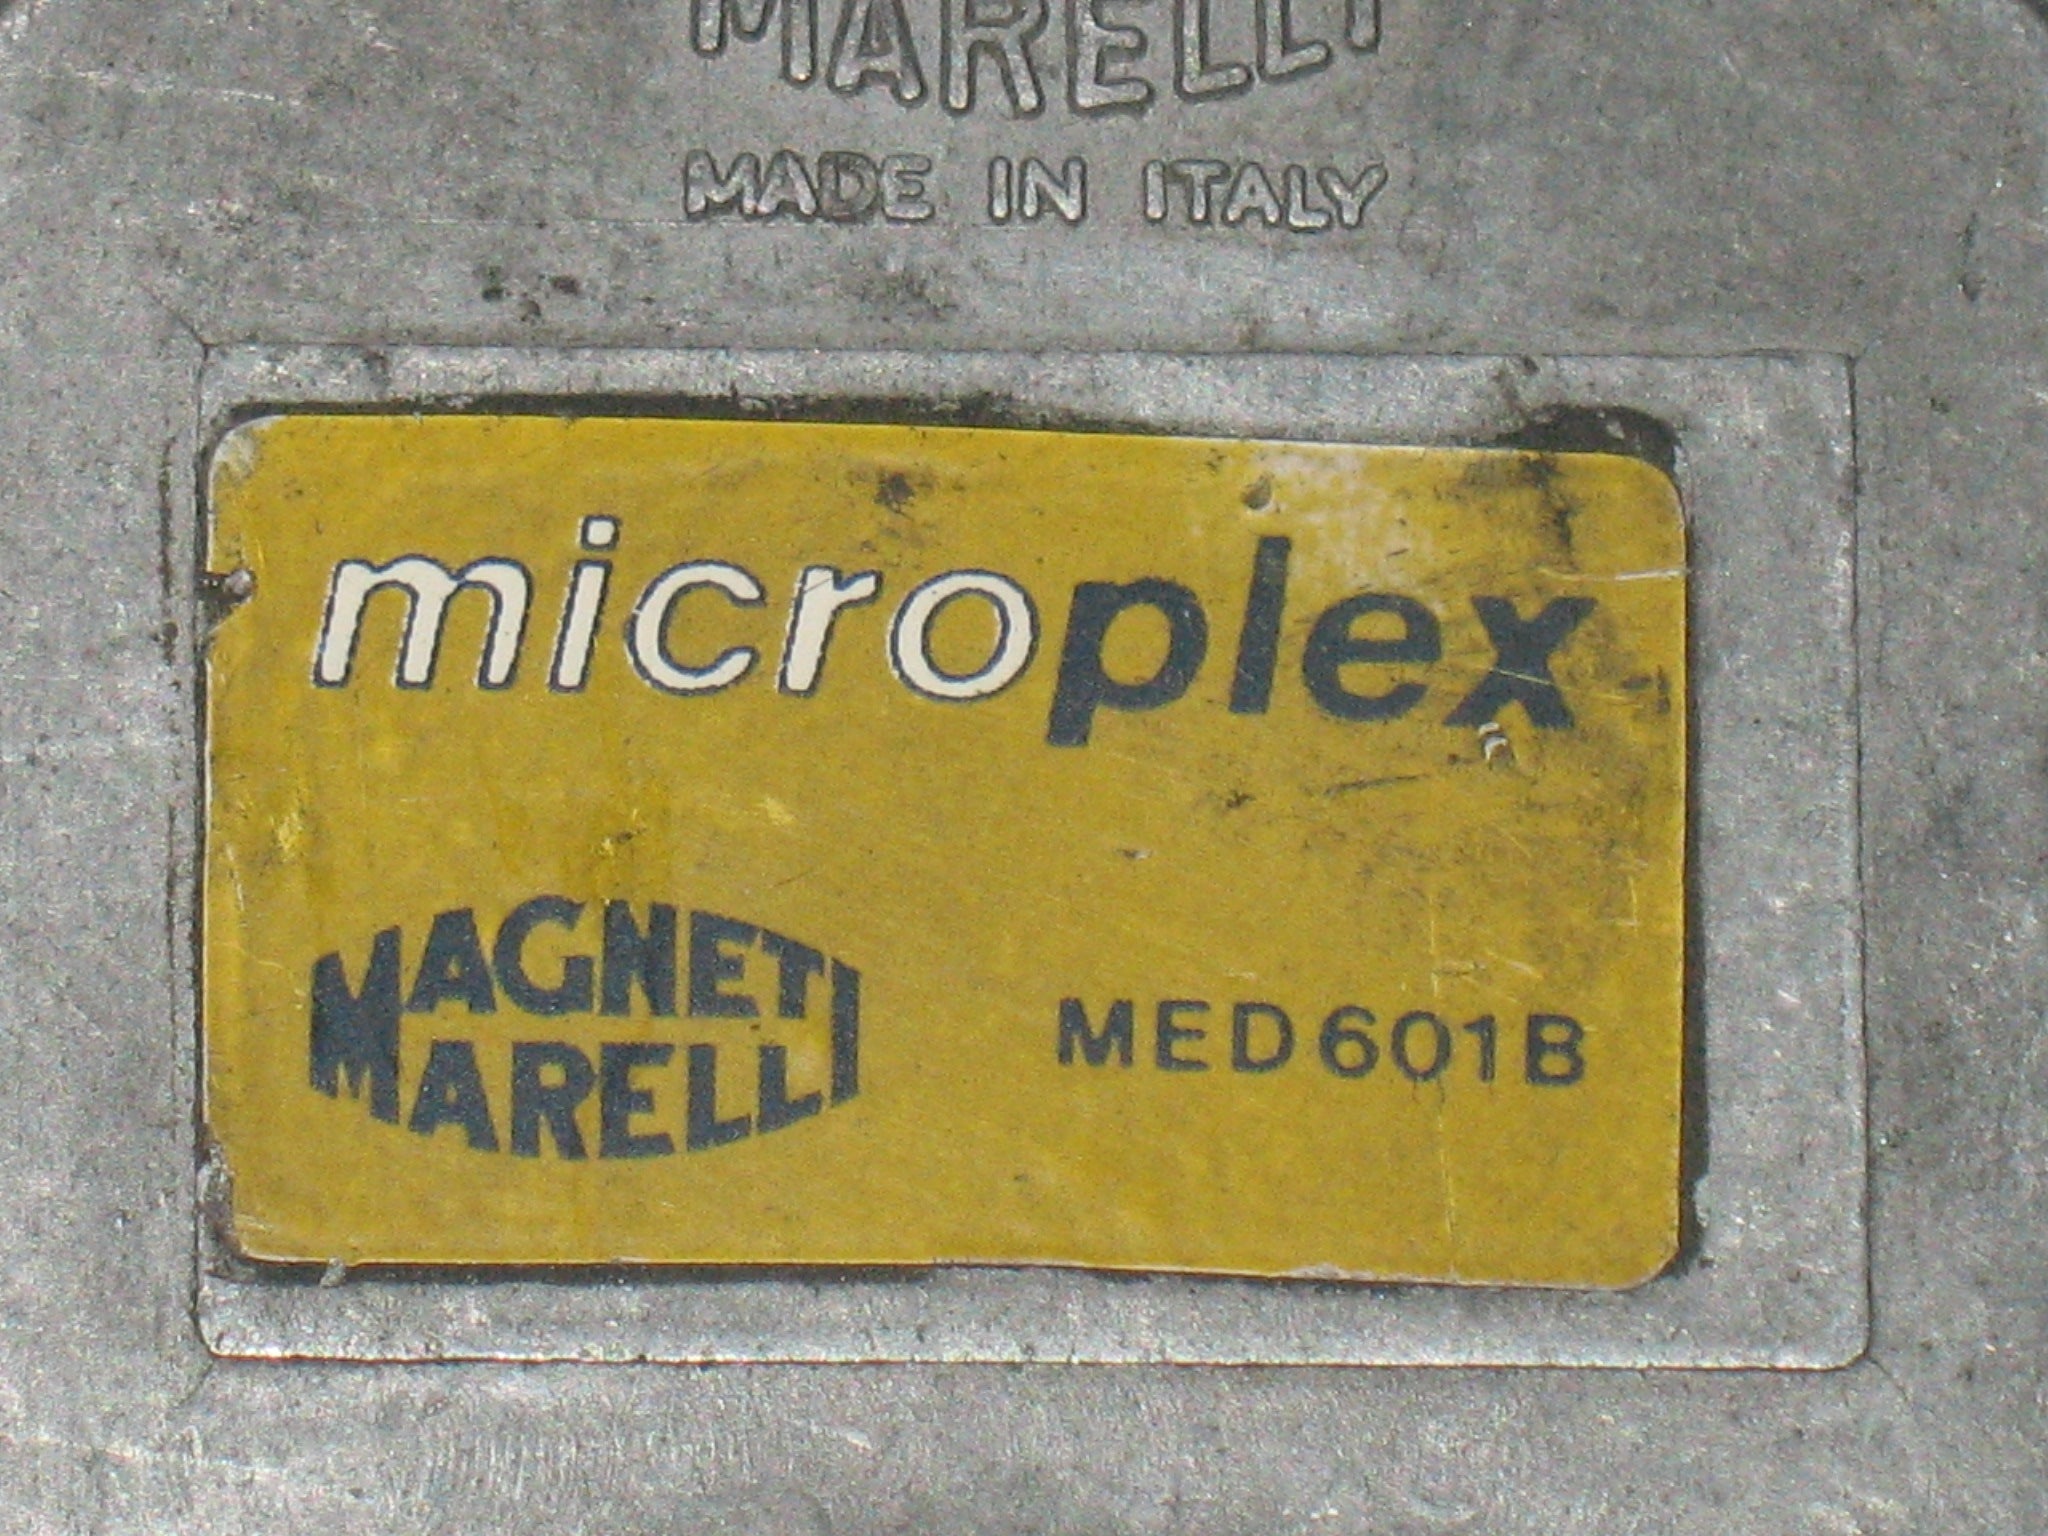 MARELLI
MADE IN ITALY
microplex
MAGNETI
MARELLI
MED601B